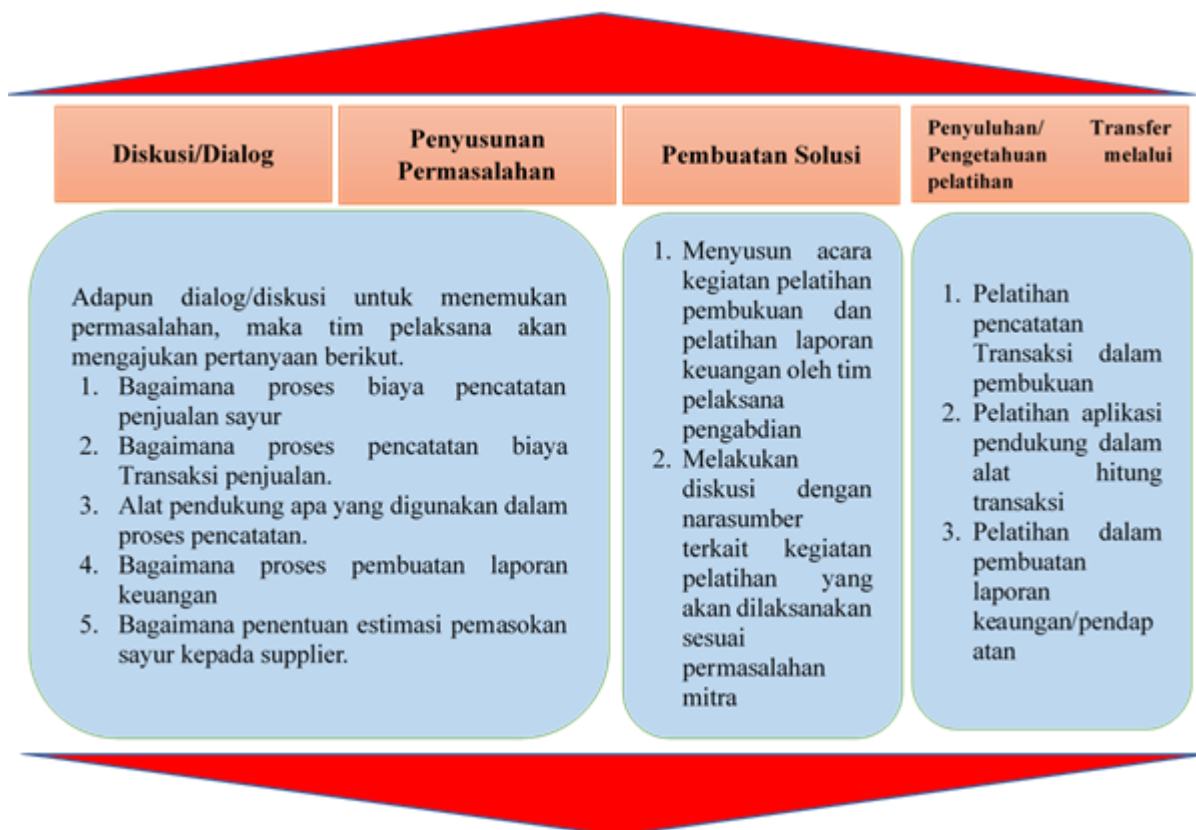 Diskusi/Dialog
Penyusunan
Permasalahan
Pembuatan Solusi
Penyuluhan/ Transfer
Pengetahuan melalui
pelatihan
Adapun dialog/diskusi untuk menemukan
permasalahan, maka tim pelaksana akan
mengajukan pertanyaan berikut.
1. Bagaimana proses biaya pencatatan
penjualan sayur
2. Bagaimana proses pencatatan biaya
Transaksi penjualan.
3. Alat pendukung apa yang digunakan dalam
proses pencatatan.
4. Bagaimana proses pembuatan laporan
keuangan
5. Bagaimana penentuan estimasi pemasokan
sayur kepada supplier.
1. Menyusun acara
kegiatan pelatihan
pembukuan dan
pelatihan laporan
keuangan oleh tim
pelaksana
pengabdian
2. Melakukan
diskusi dengan
narasumber
terkait kegiatan
pelatihan yang
akan dilaksanakan
sesuai
permasalahan
mitra
1. Pelatihan
pencatatan
Transaksi dalam
pembukuan
2. Pelatihan aplikasi
pendukung dalam
alat hitung
transaksi
3. Pelatihan dalam
pembuatan
laporan
keaungan/pendap
atan